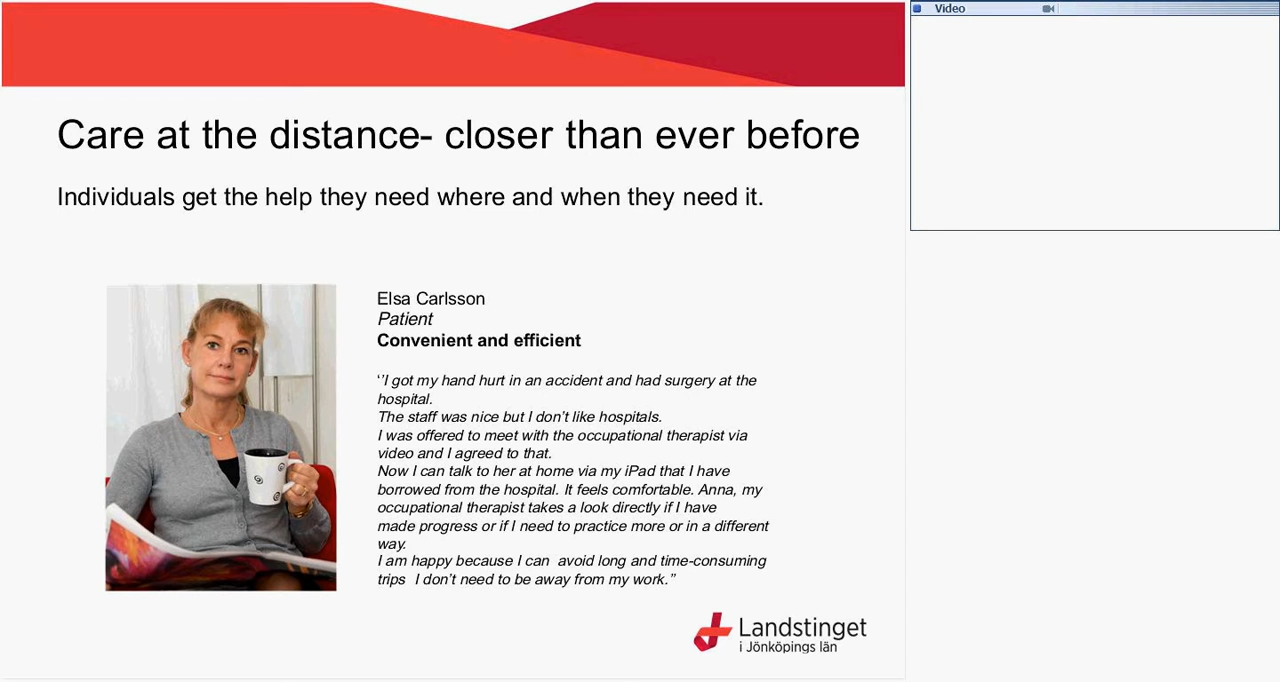 Video
Care at the distance- closer than ever before
Individuals get the help they need where and when they need it.
Elsa Carlsson
Patient
Convenient and efficient
‘’I got my hand hurt in an accident and had surgery at the
hospital.
The staff was nice but I don’t like hospitals.
I was offered to meet with the occupational therapist via
video and I agreed to that.
Now I can talk to her at home via my iPad that I have
borrowed from the hospital. It feels comfortable. Anna, my
occupational therapist takes a look directly if I have
made progress or if I need to practice more or in a different
way.
I am happy because I can avoid long and time-consuming
trips I don’t need to be away from my work.”
Landstinget
i Jönköpings län